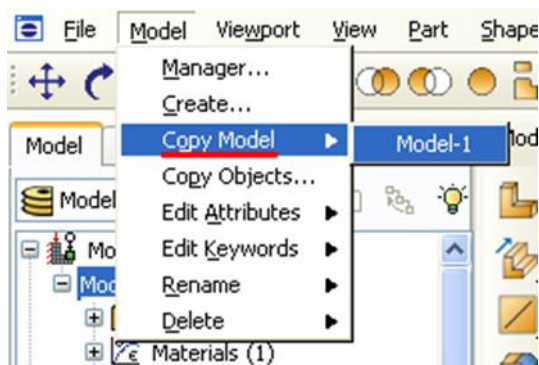 File Model Viewport View Part Shape
Manager...
Create...
Model Copy Model Model-1
Copy Objects...
Model Edit Attributes
Edit Keywords
Rename
Delete
Materials (1)